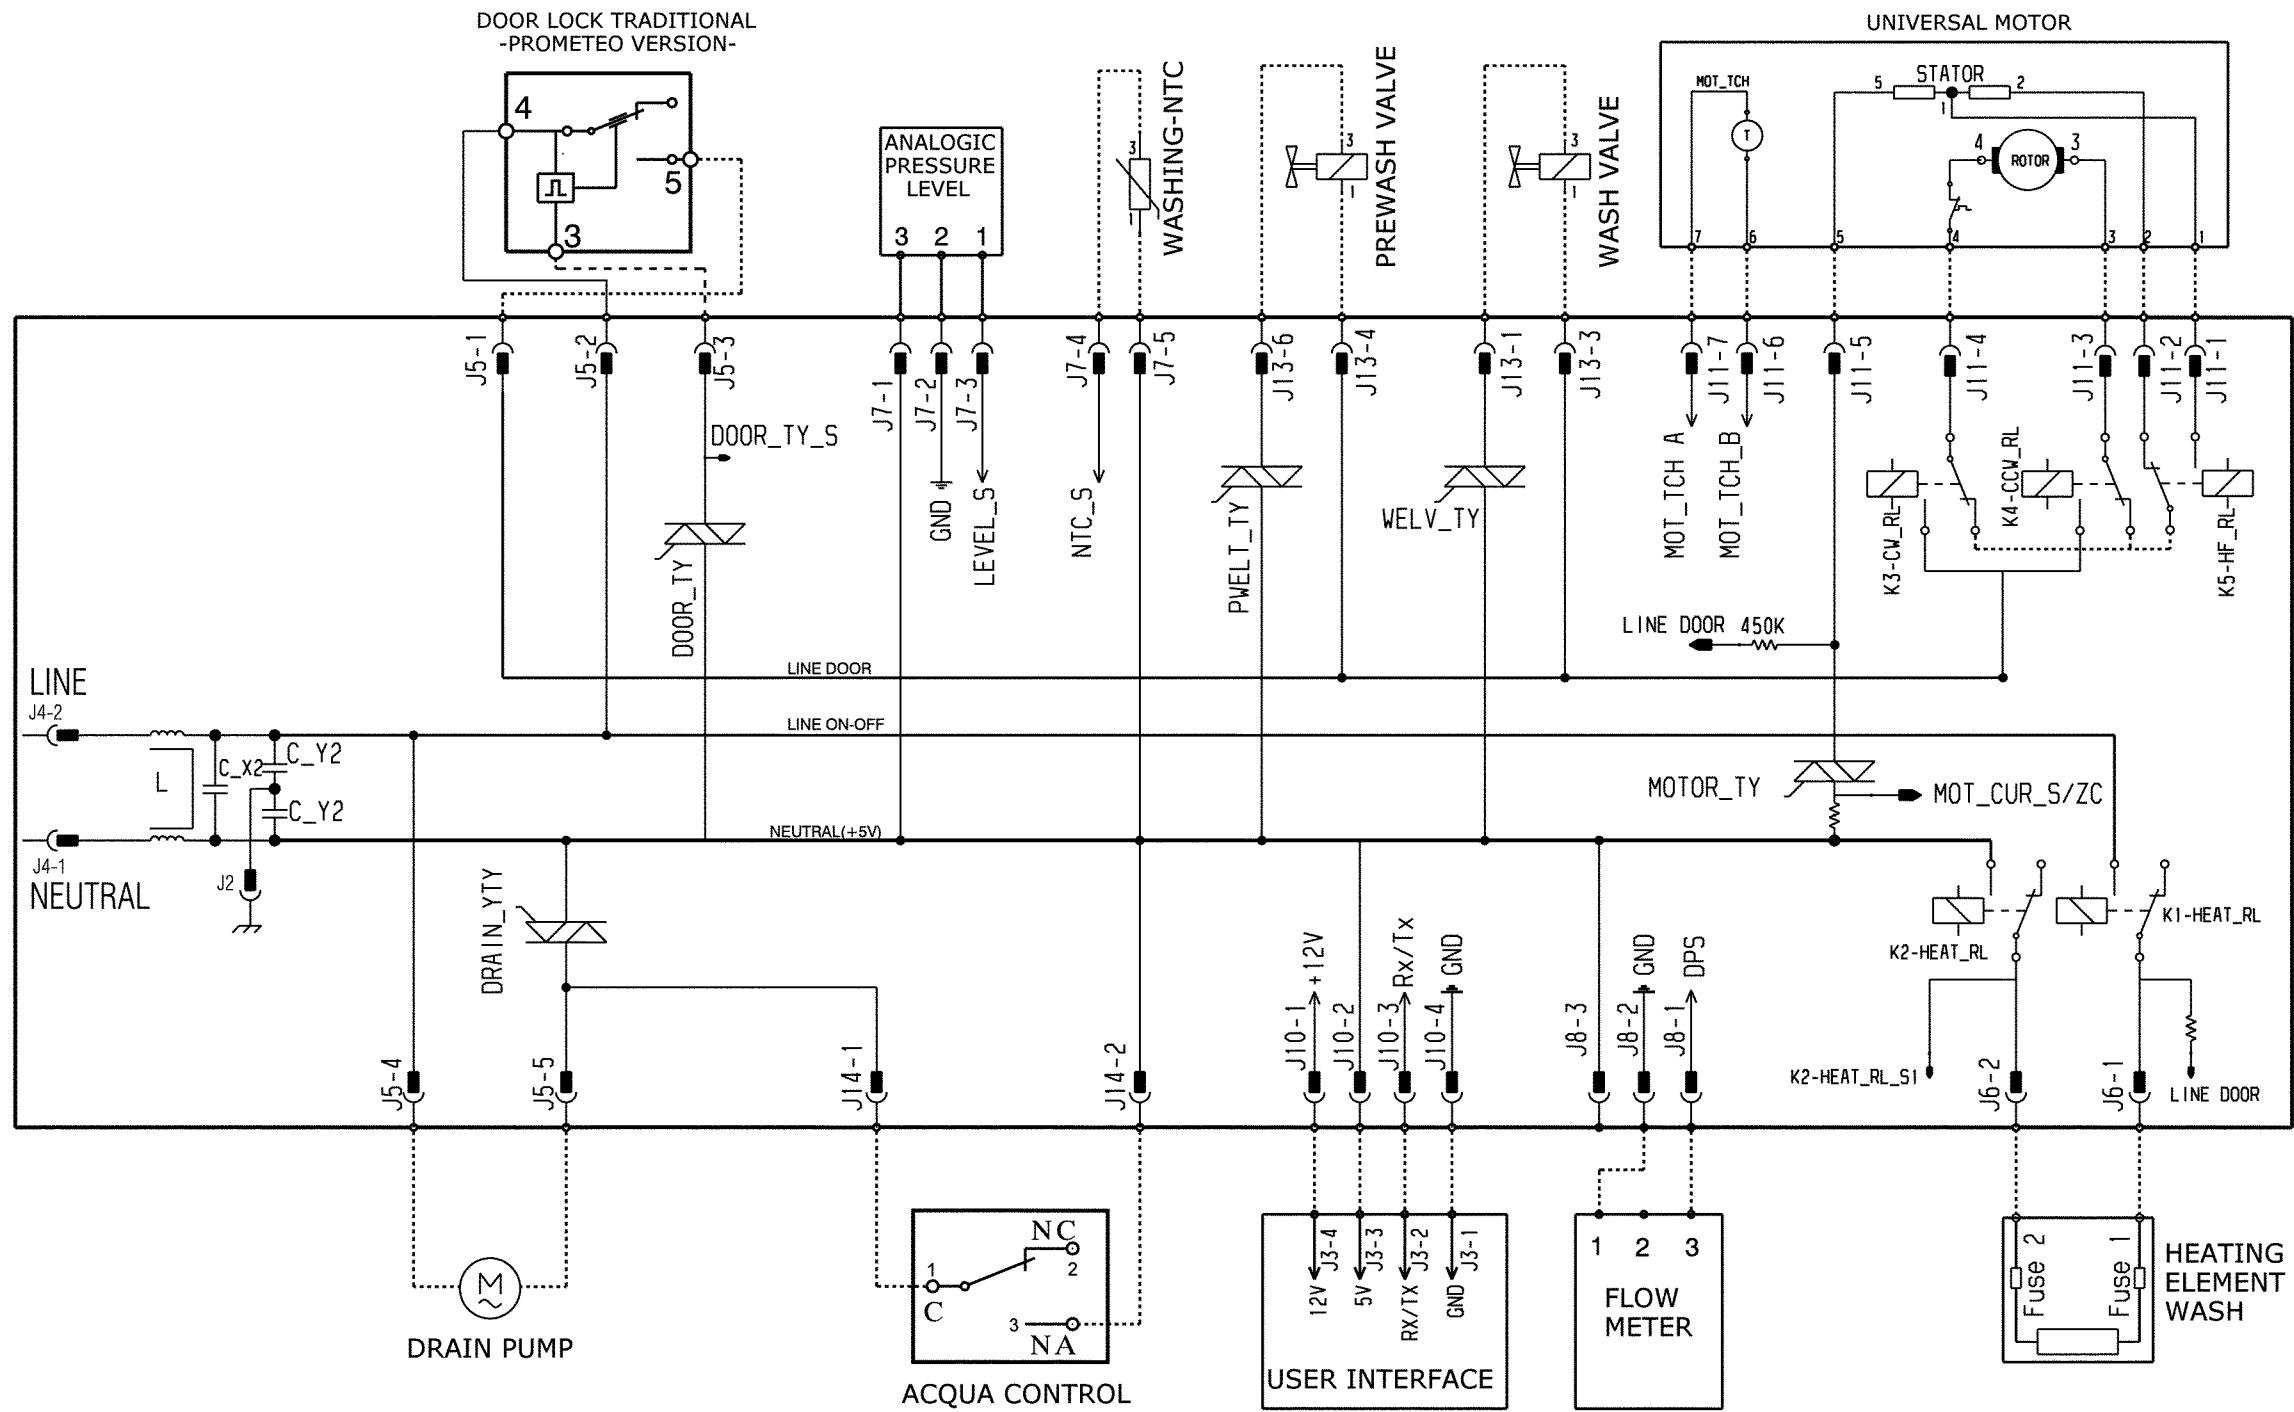 DOOR LOCK TRADITIONAL
-PROMETEO VERSION-
4
5
3
ANALOGIC
PRESSURE
LEVEL
3 2 1
3
1
WASHING-NTC
3
1
PREWASH VALVE
3
1
WASH VALVE
UNIVERSAL MOTOR
MOT_TCH
T
5
STATOR
2
1
4
ROTOR
3
7 6 5 4 3 2 1
J5-1
J5-2
J5-3
J7-1
J7-2
J7-3
J7-4
J7-5
J13-6
J13-4
J13-1
J13-3
J11-7
J11-6
J11-5
J11-4
J11-3
J11-2
J11-1
DOOR_TY_S
DOOR_TY
GND
LEVEL_S
NTC_S
PWELT_TY
WELV_TY
MOT_TCH A
MOT_TCH_B
K3-CW_RL
K4-CCW_RL
K5-HF_RL
LINE DOOR 450K
LINE DOOR
LINE
J4-2
LINE ON-OFF
L
C_X2
C_Y2
C_Y2
MOTOR_TY
MOT_CUR_S/ZC
NEUTRAL(+5V)
J4-1
NEUTRAL
J2
DRAIN_YTY
K2-HEAT_RL
K1-HEAT_RL
+12V
Rx/Tx
GND
GND
DPS
J5-4
J5-5
J14-1
J14-2
J10-1
J10-2
J10-3
J10-4
J8-3
J8-2
J8-1
K2-HEAT_RL_S1
J6-2
J6-1
LINE DOOR
M
DRAIN PUMP
1
C
NC
2
3
NA
ACQUA CONTROL
J3-4
J3-3
J3-2
J3-1
12V
5V
RX/TX
GND
USER INTERFACE
1 2 3
FLOW
METER
Fuse 2
Fuse 1
HEATING
ELEMENT
WASH